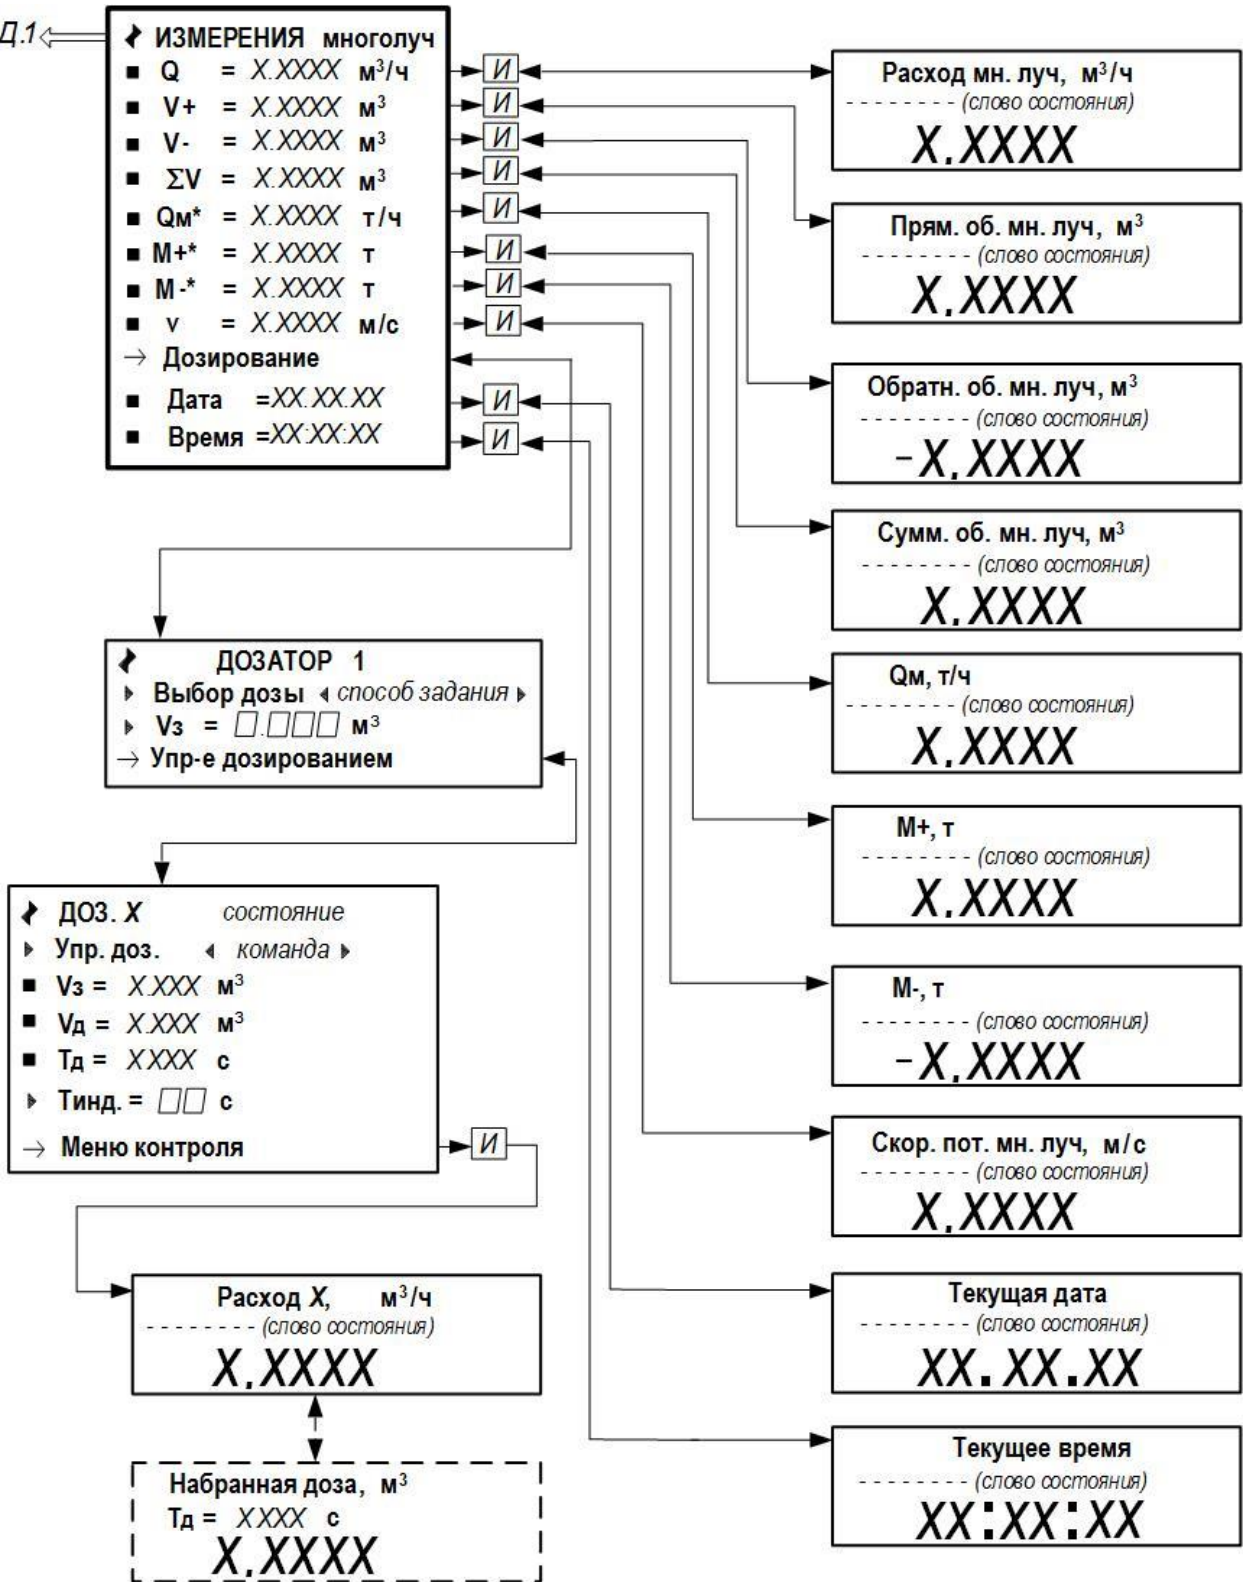 Д.1
ИЗМЕРЕНИЯ многолуч
Q = X.XXXX м³/ч
V+ = X.XXXX м³
V- = X.XXXX м³
ΣV = X.XXXX м³
Qм* = X.XXXX т/ч
М+* = X.XXXX т
М-* = X.XXXX т
v = X.XXXX м/с
→ Дозирование
Дата =XX.XX.XX
Время =XX:XX:XX
И
И
И
И
И
И
И
И
И
И
ДОЗАТОР 1
Выбор дозы способ задания
Vз = . м³
→ Упр-е дозированием
ДОЗ. X состояние
Упр. доз. команда
Vз = X.XXX м³
Vд = X.XXX м³
Тд = XXXX с
Тинд. = с
→ Меню контроля
И
Расход X, м³/ч
- - - - - - - - (слово состояния)
X.XXXX
Набранная доза, м³
Тд = XXXX с
X.XXXX
Расход мн. луч, м³/ч
- - - - - - - - (слово состояния)
X.XXXX
Прям. об. мн. луч, м³
- - - - - - - - (слово состояния)
X.XXXX
Обратн. об. мн. луч, м³
- - - - - - - - (слово состояния)
-X.XXXX
Сумм. об. мн. луч, м³
- - - - - - - - (слово состояния)
X.XXXX
Qм, т/ч
- - - - - - - - (слово состояния)
X.XXXX
М+, т
- - - - - - - - (слово состояния)
X.XXXX
М-, т
- - - - - - - - (слово состояния)
-X.XXXX
Скор. пот. мн. луч, м/с
- - - - - - - - (слово состояния)
X.XXXX
Текущая дата
- - - - - - - - (слово состояния)
XX.XX.XX
Текущее время
- - - - - - - - (слово состояния)
XX:XX:XX